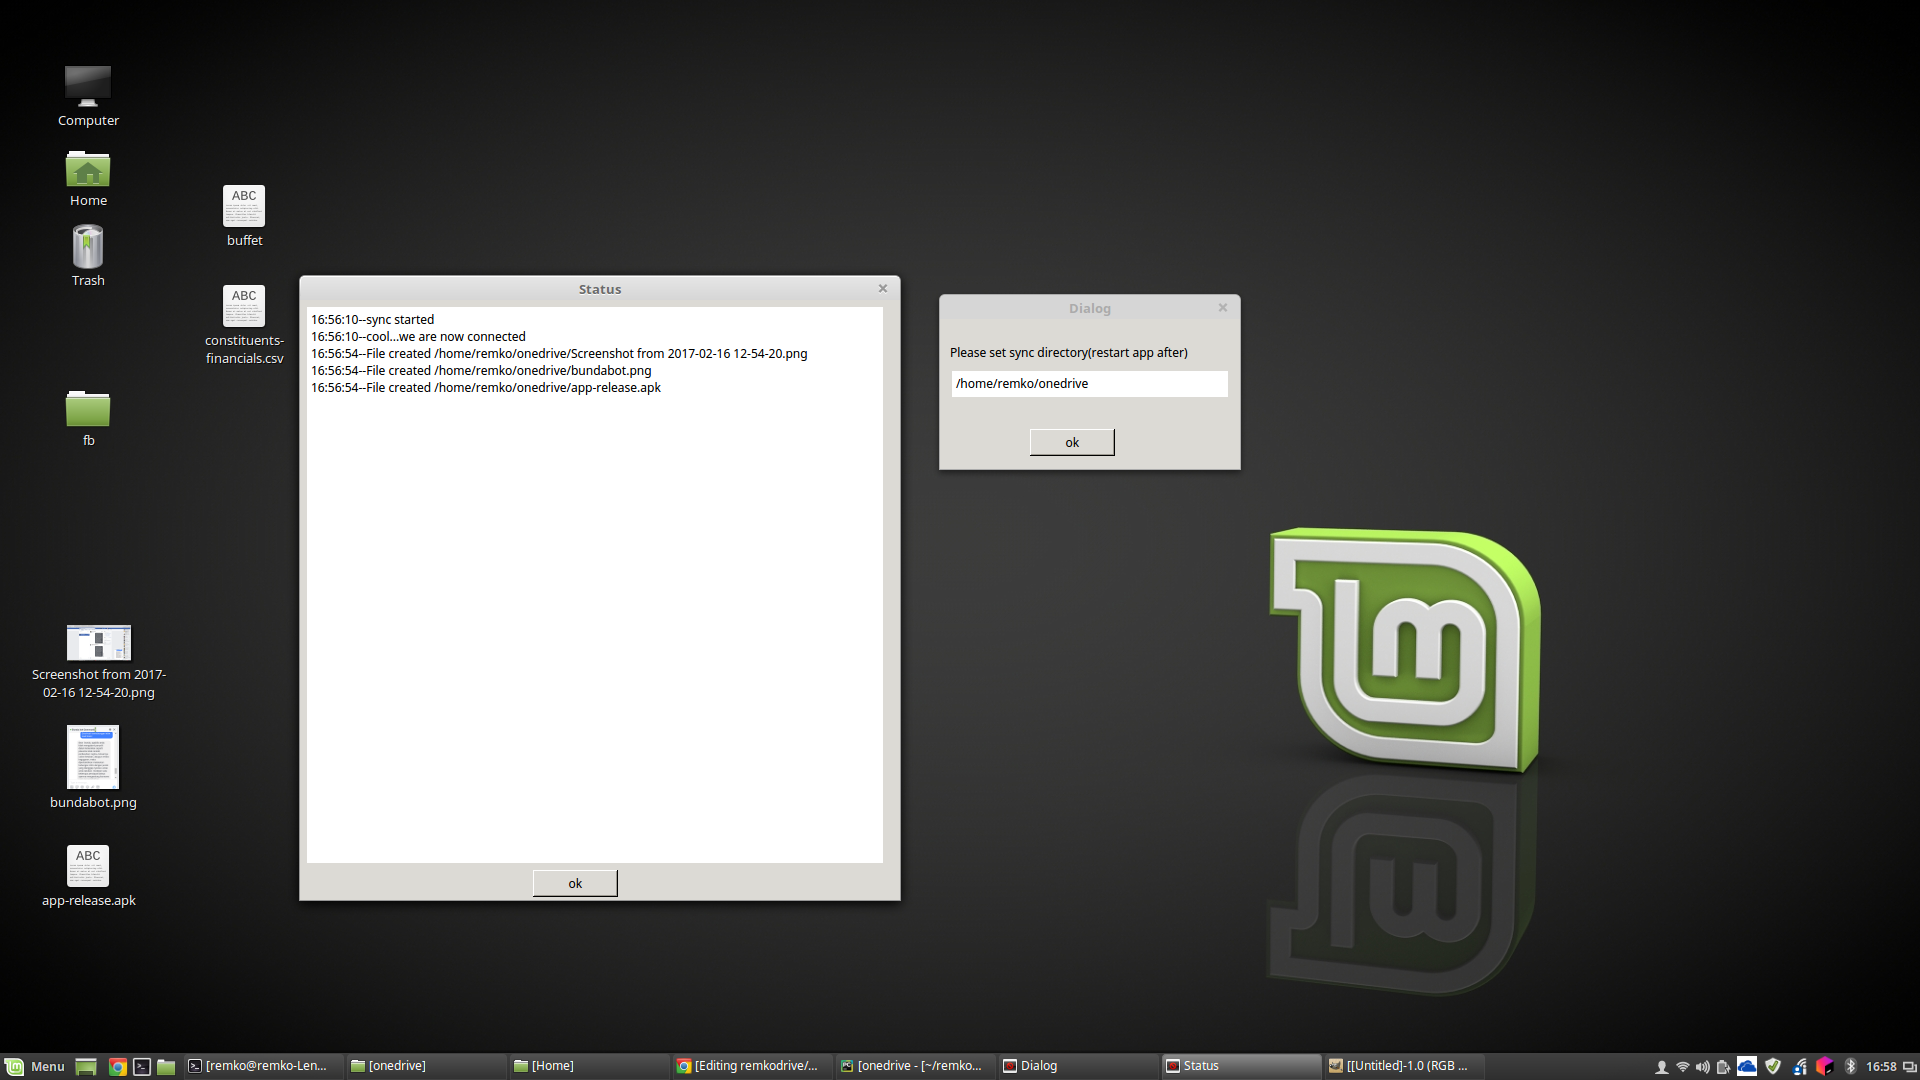 Computer
Home
Trash
ABC
buffet
ABC
constituents-
financials.csv
fb
Screenshot from 2017-
02-16 12-54-20.png
bundabot.png
ABC
app-release.apk
Status
16:56:10--sync started
16:56:10--cool...we are now connected
16:56:54--File created /home/remko/onedrive/Screenshot from 2017-02-16 12-54-20.png
16:56:54--File created /home/remko/onedrive/bundabot.png
16:56:54--File created /home/remko/onedrive/app-release.apk
ok
Dialog
Please set sync directory(restart app after)
/home/remko/onedrive
ok
Menu
[remko@remko-Len...
[onedrive]
[Home]
[Editing remkodrive/...
[onedrive - [~/remko...
Dialog
Status
[[Untitled]-1.0 (RGB ...
16:58